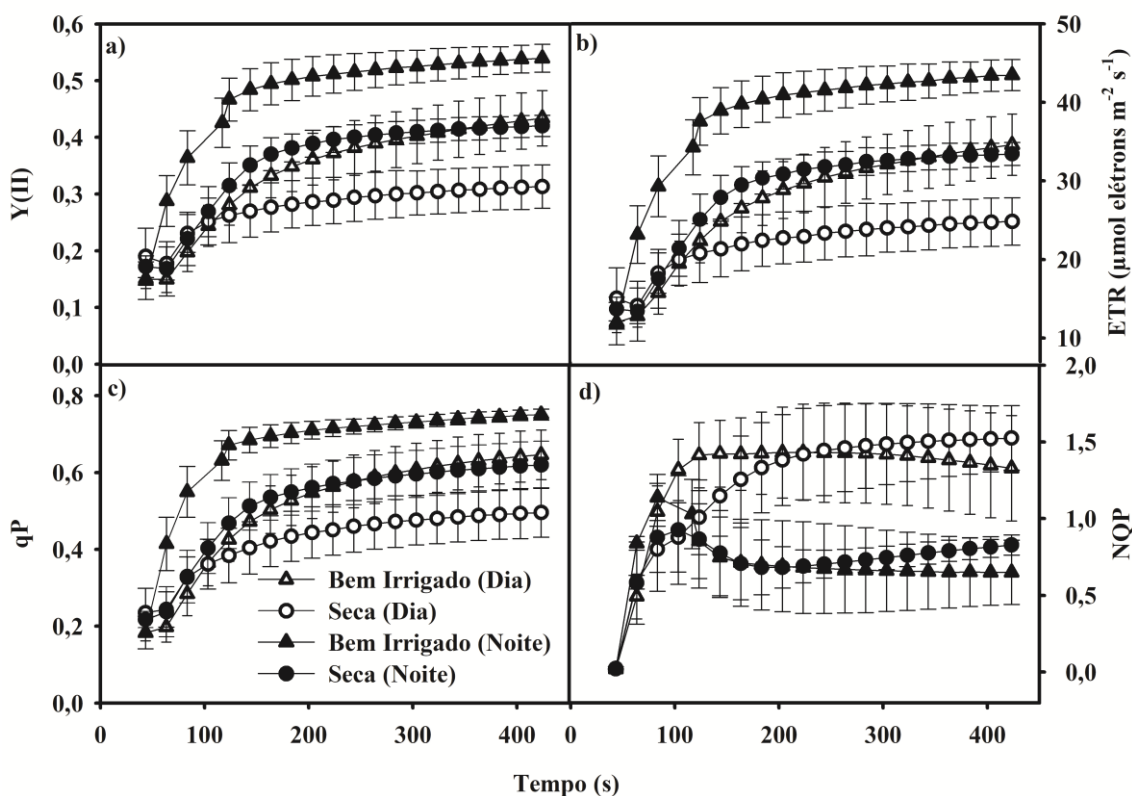 a)
0,6
0,5
0,4
0,3
0,2
0,1
0,0
Y(II)
b)
50
40
30
20
10
ETR (µmol clétrons m⁻² s⁻¹)
c)
0,8
0,6
0,4
0,2
0,0
qP
Bem Irrigado (Dia)
Seca (Dia)
Bem Irrigado (Noite)
Seca (Noite)
d)
2,0
1,5
1,0
0,5
0,0
NQP
0 100 200 300 400
0 100 200 300 400
Tempo (s)